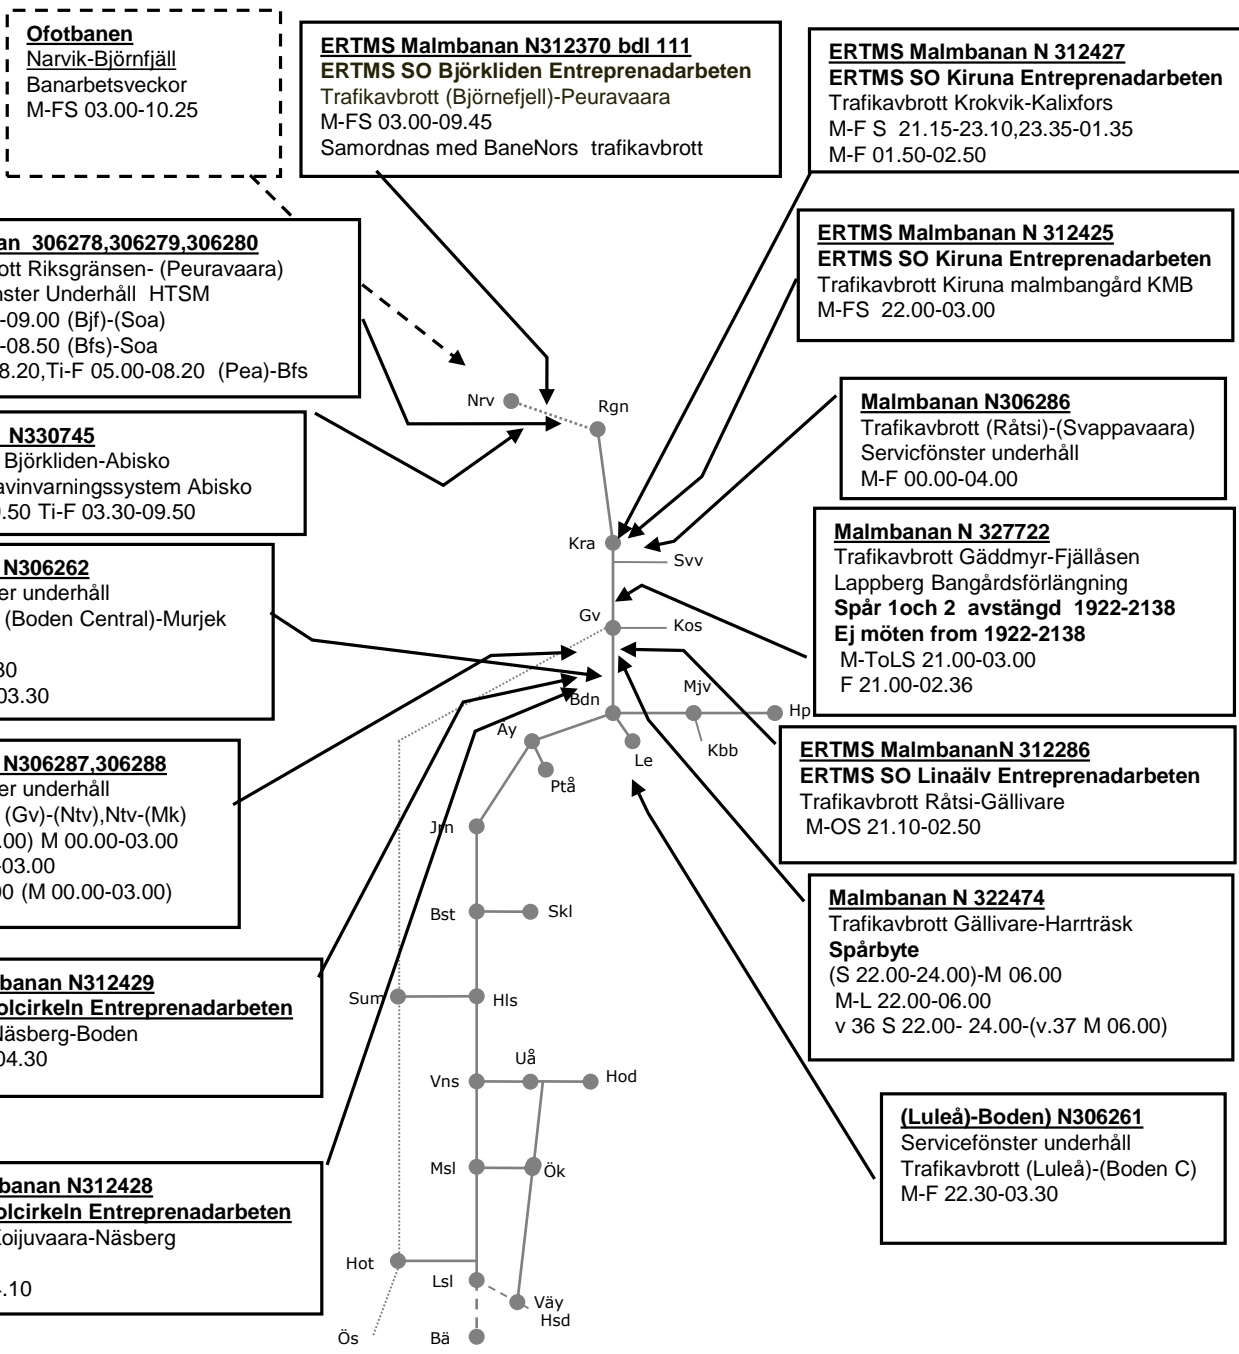 Ofotbanen
Narvik-Björnfjäll
Banarbetsveckor
M-FS 03.00-10.25
ERTMS Malmbanan N312370 bdl 111
ERTMS SO Björkliden Entreprenadarbeten
Trafikavbrott (Björnefjell)-Peuravaara
M-FS 03.00-09.45
Samordnas med BaneNors trafikavbrott
ERTMS Malmbanan N 312427
ERTMS SO Kiruna Entreprenadarbeten
Trafikavbrott Krokvik-Kalixfors
M-F S 21.15-23.10,23.35-01.35
M-F 01.50-02.50
an 306278,306279,306280
ott Riksgränsen- (Peuravaara)
nster Underhåll HTSM
-09.00 (Bjf)-(Soa)
-08.50 (Bfs)-Soa
8.20,Ti-F 05.00-08.20 (Pea)-Bfs
ERTMS Malmbanan N 312425
ERTMS SO Kiruna Entreprenadarbeten
Trafikavbrott Kiruna malmbangård KMB
M-FS 22.00-03.00
N330745
Björkliden-Abisko
avinvarningssystem Abisko
.50 Ti-F 03.30-09.50
Malmbanan N306286
Trafikavbrott (Råtsi)-(Svappavaara)
Servicfönster underhåll
M-F 00.00-04.00
N306262
er underhåll
(Boden Central)-Murjek
30
03.30
Malmbanan N 327722
Trafikavbrott Gäddmyr-Fjällåsen
Lappberg Bangårdsförlängning
Spår 1och 2 avstängd 1922-2138
Ej möten from 1922-2138
M-ToLS 21.00-03.00
F 21.00-02.36
N306287,306288
er underhåll
(Gv)-(Ntv),Ntv-(Mk)
.00) M 00.00-03.00
-03.00
00 (M 00.00-03.00)
ERTMS MalmbananN 312286
ERTMS SO Linaälv Entreprenadarbeten
Trafikavbrott Råtsi-Gällivare
M-OS 21.10-02.50
Malmbanan N 322474
Trafikavbrott Gällivare-Harrträsk
Spårbyte
(S 22.00-24.00)-M 06.00
M-L 22.00-06.00
v 36 S 22.00- 24.00-(v.37 M 06.00)
banan N312429
olcirkeln Entreprenadarbeten
Näsberg-Boden
04.30
(Luleå)-Boden) N306261
Servicefönster underhåll
Trafikavbrott (Luleå)-(Boden C)
M-F 22.30-03.30
banan N312428
olcirkeln Entreprenadarbeten
Koijuvaara-Näsberg
4.10
Nrv
Rgn
Kra
Svv
Gv
Kos
Bdn
Mjv
Hp
Åy
Le
Kbb
Ptå
Jrn
Bst
Skl
Sum
Hls
Uå
Vns
Hod
Msl
Ök
Hot
Lsl
Väy
Hsd
Ös
Bä